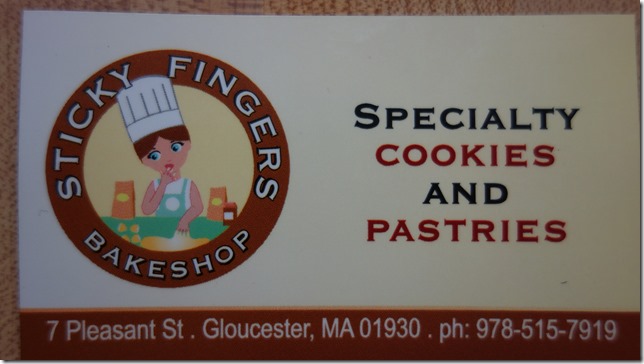 STICKY FINGERS
BAKESHOP
SPECIALTY
COOKIES
AND
PASTRIES
7 Pleasant St . Gloucester, MA 01930 . ph: 978-515-7919